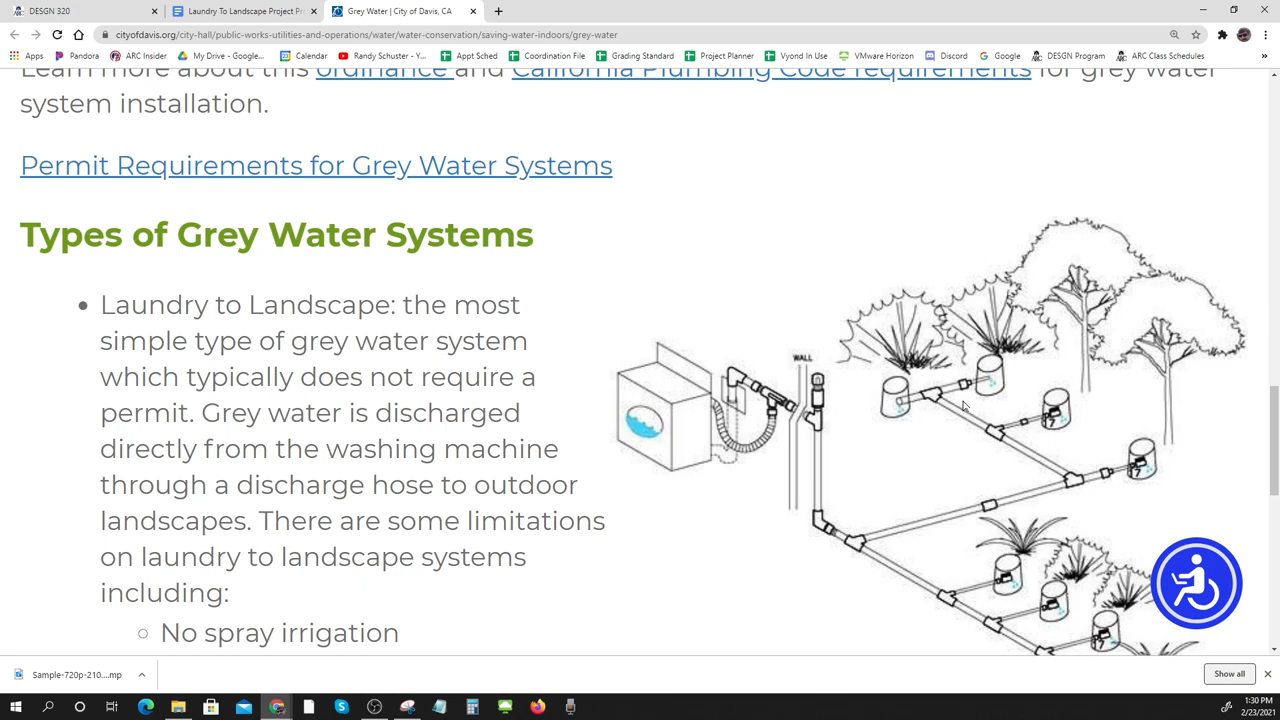 DESGN 320
Laundry To Landscape Project Pr
Grey Water | City of Davis, CA
cityofdavis.org/city-hall/public-works-utilities-and-operations/water/water-conservation/saving-water-indoors/grey-water
Apps
Pandora
ARC Insider
My Drive - Google...
Calendar
Randy Schuster - Y...
Appt Sched
Coordination File
Grading Standard
Project Planner
Vyond In Use
VMware Horizon
Discord
Google
DESGN Program
ARC Class Schedules
»
Learn more about this ordinance and California Plumbing Code requirements for grey water
system installation.
Permit Requirements for Grey Water Systems
Types of Grey Water Systems
Laundry to Landscape: the most
simple type of grey water system
which typically does not require a
permit. Grey water is discharged
directly from the washing machine
through a discharge hose to outdoor
landscapes. There are some limitations
on laundry to landscape systems
including:
No spray irrigation
WALL
Sample-720p-210....mp
Show all
1:30 PM
2/23/2021